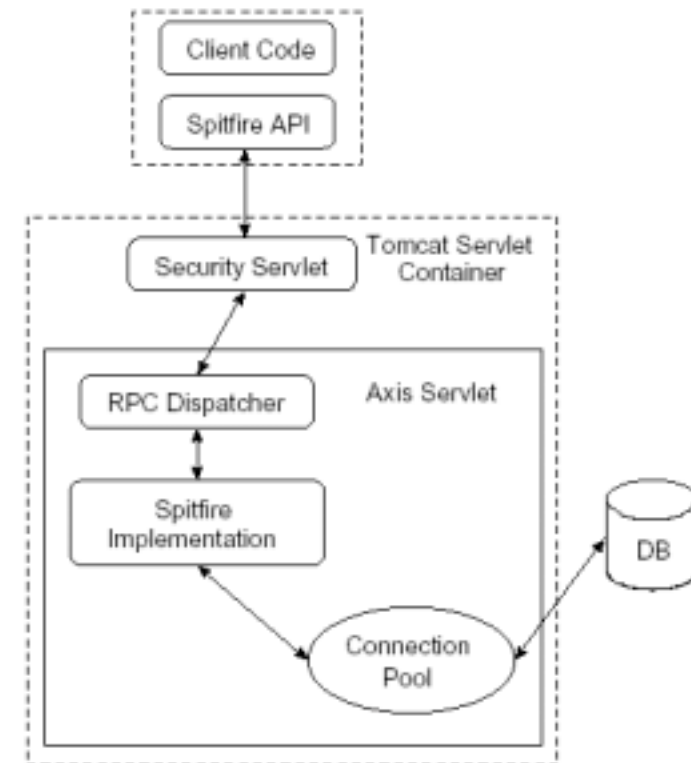 Client Code
Spitfire API
Security Servlet
Tomcat Servlet
Container
RPC Dispatcher
Axis Servlet
Spitfire
Implementation
DB
Connection
Pool